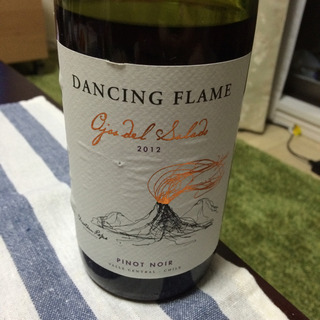 DANCING FLAME
Ojos del Salado
2012
PINOT NOIR
VALLE CENTRAL - CHILE